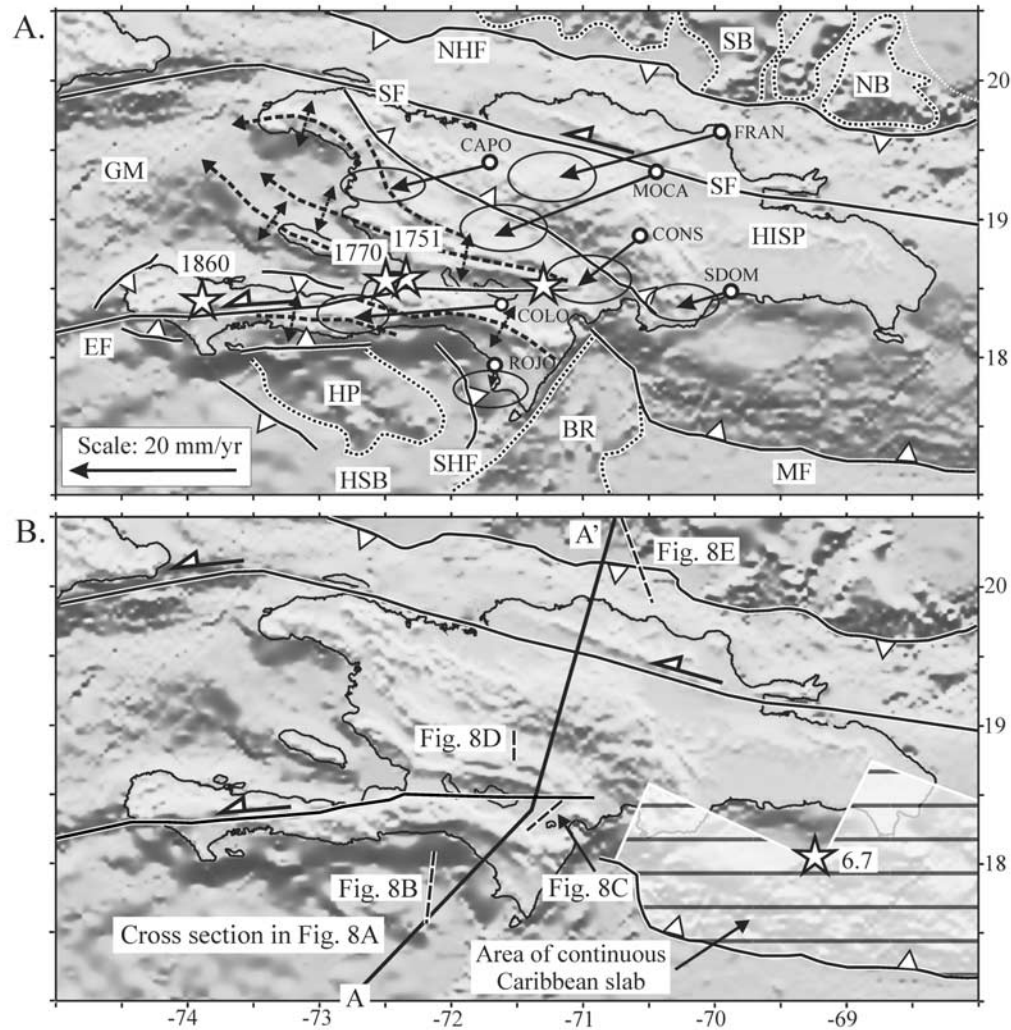 A.
NHF
SB
20
NB
SF
FRAN
CAPO
GM
MOCA
SF
19
1751
CONS
1770
HISP
1860
SDOM
COLO
EF
18
ROJO
HP
BR
Scale: 20 mm/yr
SHF
HSB
MF
B.
A'
Fig. 8E
20
19
Fig. 8D
6.7
18
Fig. 8B
Fig. 8C
Cross section in Fig. 8A
Area of continuous
Caribbean slab
A
-74
-73
-72
-71
-70
-69